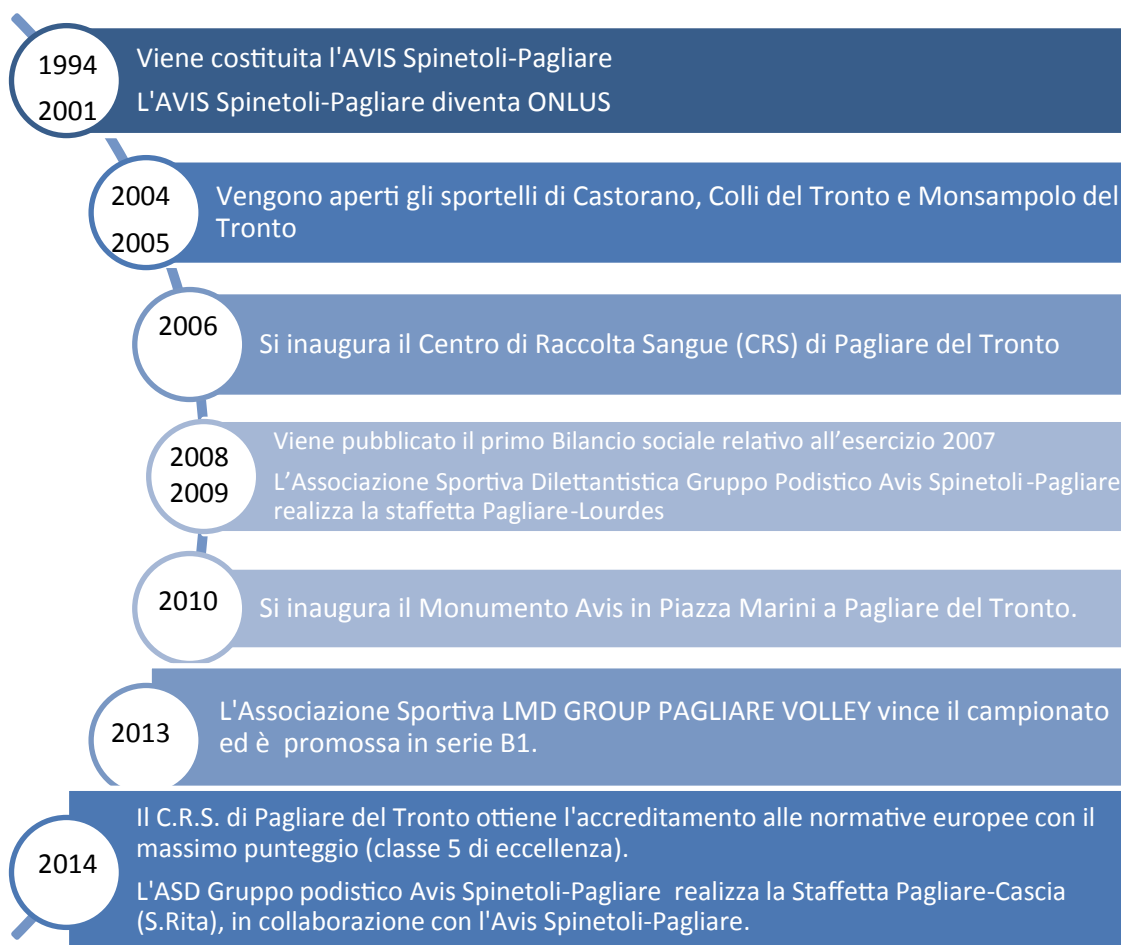 1994
2001
Viene costituita l'AVIS Spinetoli-Pagliare
L'AVIS Spinetoli-Pagliare diventa ONLUS
2004
2005
Vengono aperti gli sportelli di Castorano, Colli del Tronto e Monsampolo del
Tronto
2006
Si inaugura il Centro di Raccolta Sangue (CRS) di Pagliare del Tronto
2008
2009
Viene pubblicato il primo Bilancio sociale relativo all’esercizio 2007
L’Associazione Sportiva Dilettantistica Gruppo Podistico Avis Spinetoli-Pagliare
realizza la staffetta Pagliare-Lourdes
2010
Si inaugura il Monumento Avis in Piazza Marini a Pagliare del Tronto.
2013
L'Associazione Sportiva LMD GROUP PAGLIARE VOLLEY vince il campionato
ed è promossa in serie B1.
2014
Il C.R.S. di Pagliare del Tronto ottiene l'accreditamento alle normative europee con il
massimo punteggio (classe 5 di eccellenza).
L'ASD Gruppo podistico Avis Spinetoli-Pagliare realizza la Staffetta Pagliare-Cascia
(S.Rita), in collaborazione con l'Avis Spinetoli-Pagliare.